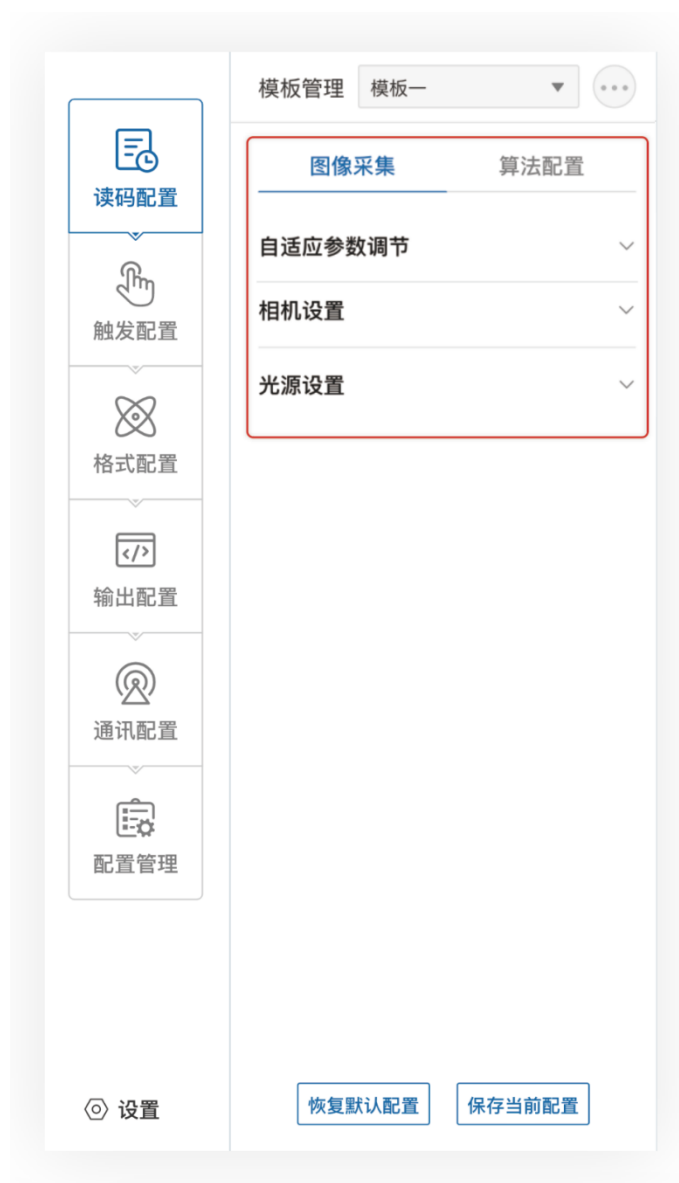 模板管理 模板一
读码配置
触发配置
格式配置
</>
输出配置
通讯配置
配置管理
设置
图像采集 算法配置
自适应参数调节
相机设置
光源设置
恢复默认配置 保存当前配置